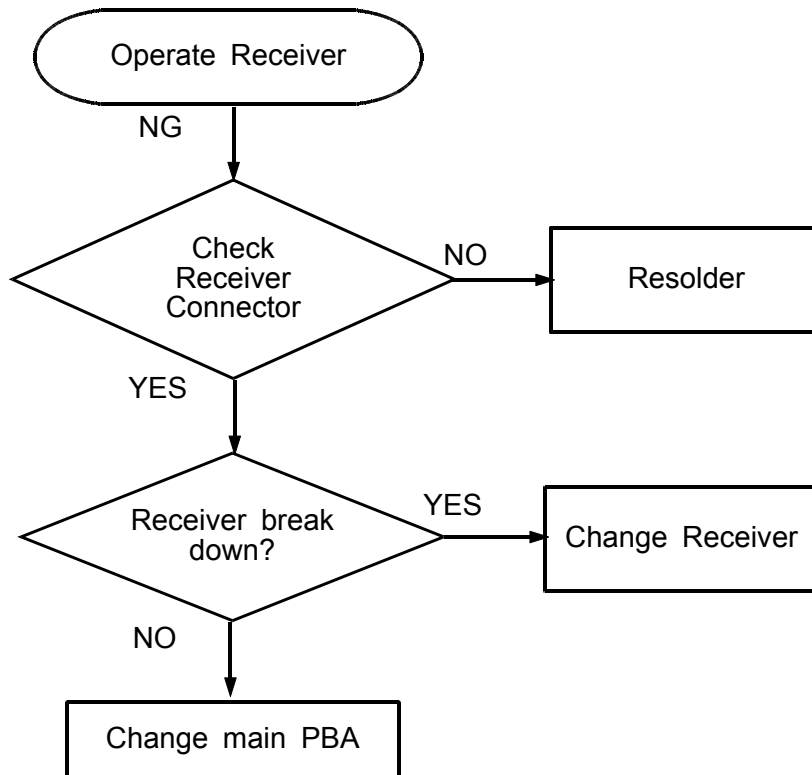 Operate Receiver
NG
Check
Receiver
Connector
NO
Resolder
YES
Receiver break
down?
YES
Change Receiver
NO
Change main PBA